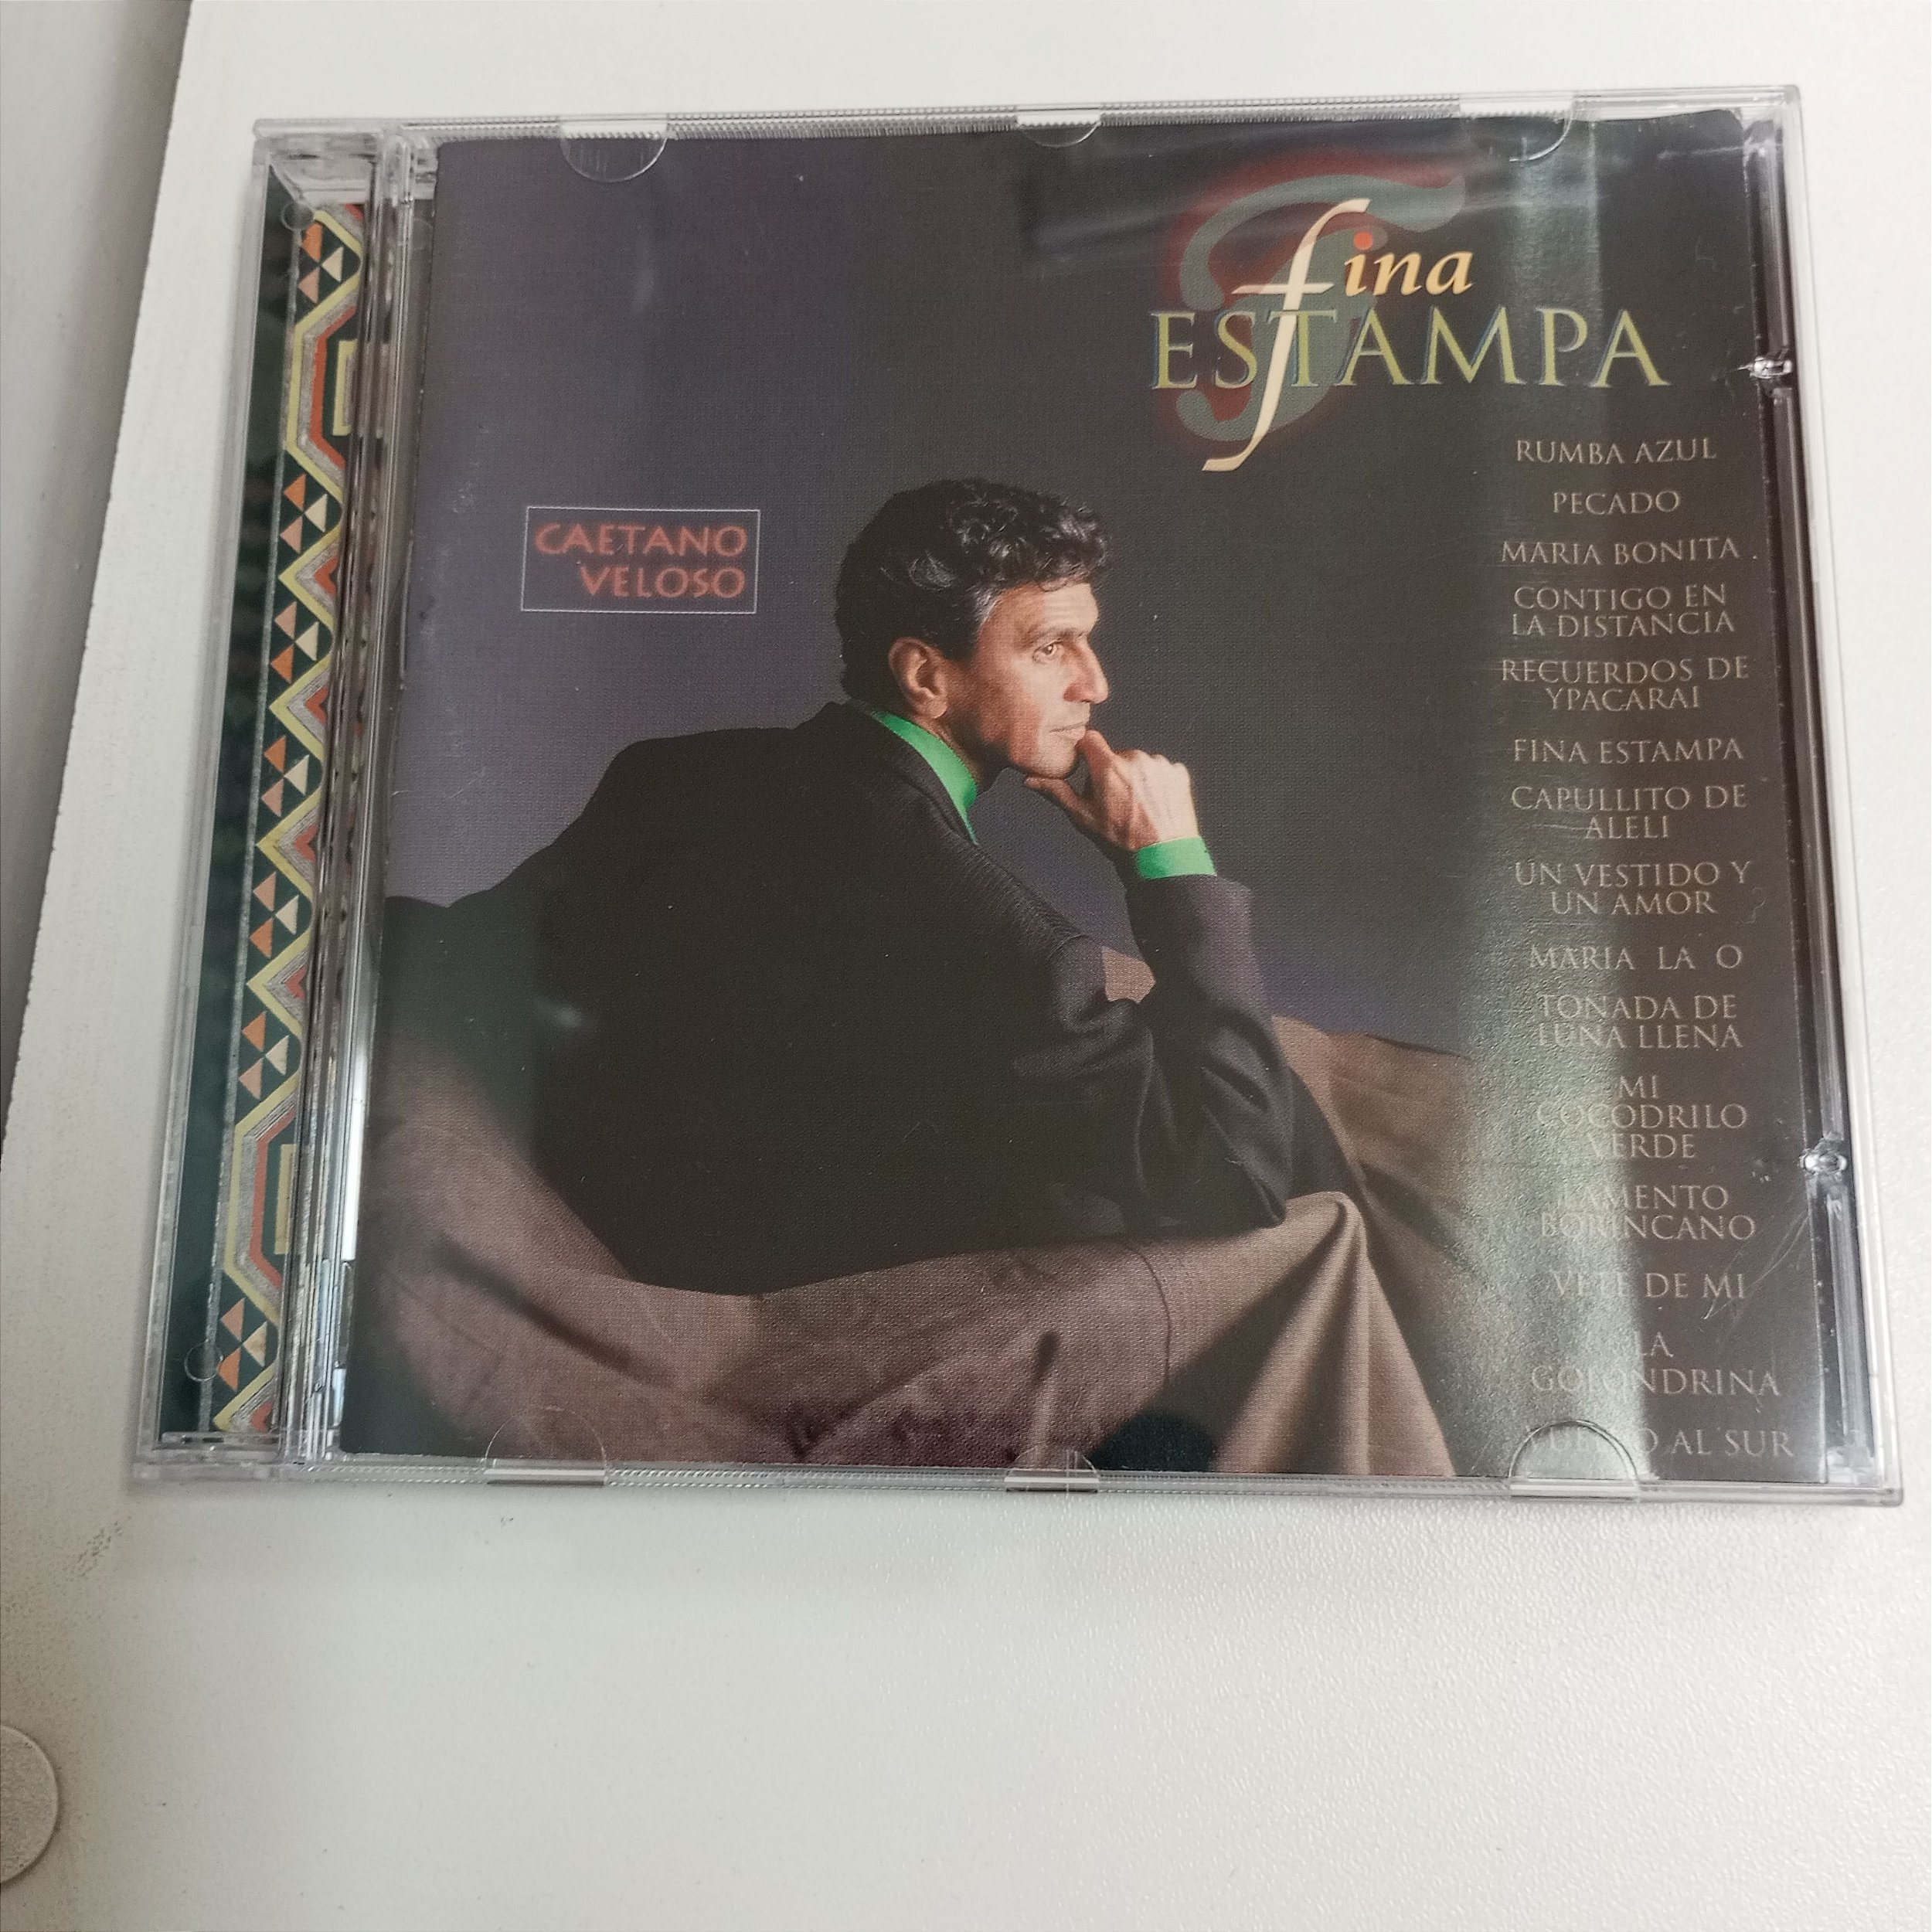 fina
ESTAMPA
CAETANO
VELOSO
RUMBA AZUL
PECADO
MARIA BONITA
CONTIGO EN
LA DISTANCIA
RECUERDOS DE
YPACARAI
FINA ESTAMPA
CAPULLITO DE
ALELI
UN VESTIDO Y
UN AMOR
MARIA LA O
TONADA DE
LUNA LLENA
MI
COCODRILO
VERDE
LAMENTO
BORINCANO
VETE DE MI
LA
GOLONDRINA
AL SUR